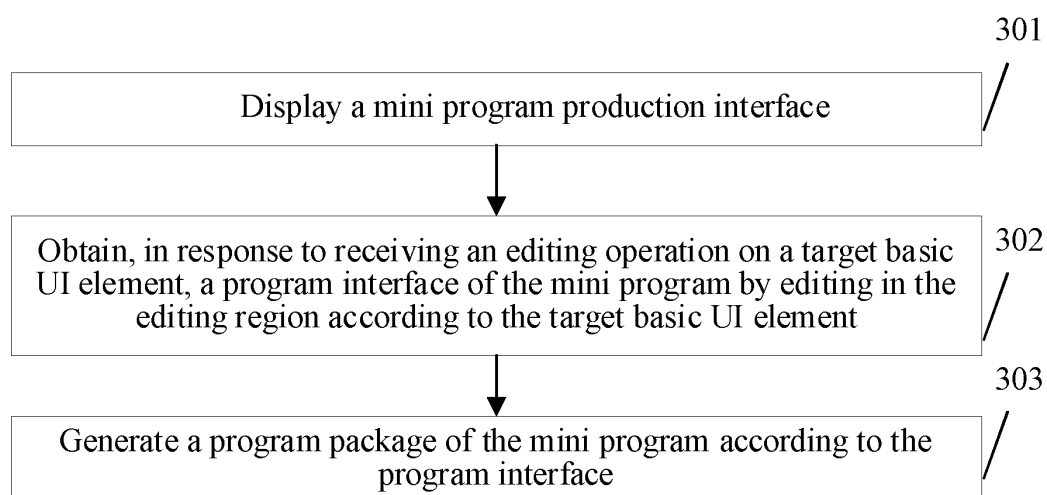 301
Display a mini program production interface
302
Obtain, in response to receiving an editing operation on a target basic
UI element, a program interface of the mini program by editing in the
editing region according to the target basic UI element
303
Generate a program package of the mini program according to the
program interface